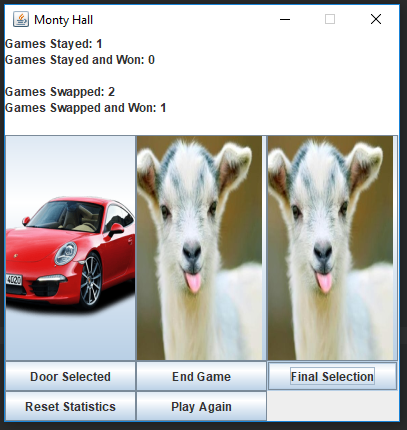 Monty Hall
Games Stayed: 1
Games Stayed and Won: 0
Games Swapped: 2
Games Swapped and Won: 1
4020
Door Selected
End Game
Final Selection
Reset Statistics
Play Again